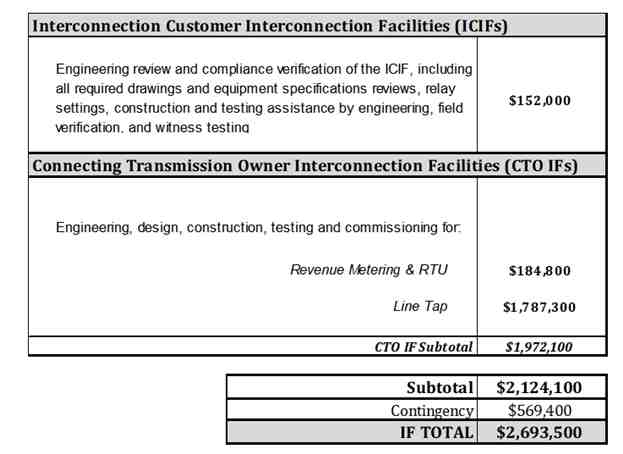 Interconnection Customer Interconnection Facilities (ICIFs)
Engineering review and compliance verification of the ICIF, including
all required drawings and equipment specifications reviews, relay
settings, construction and testing assistance by engineering, field
verification, and witness testing
$152,000
Connecting Transmission Owner Interconnection Facilities (CTO IFs)
Engineering, design, construction, testing and commissioning for:
Revenue Metering & RTU $184,800
Line Tap $1,787,300
CTO IF Subtotal $1,972,100
Subtotal $2,124,100
Contingency $569,400
IF TOTAL $2,693,500